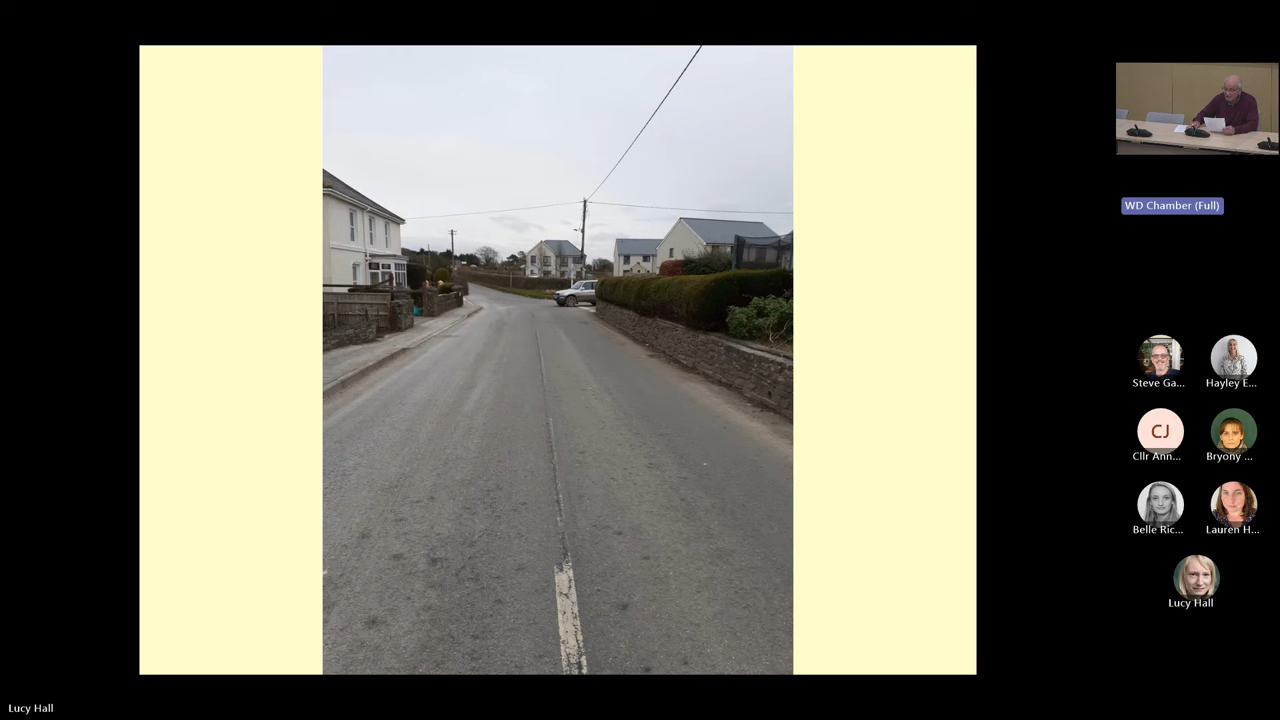 WD Chamber (Full)
Steve Ga...
Hayley E...
CJ
Cllr Ann...
Bryony ...
Belle Ric...
Lauren H...
Lucy Hall
Lucy Hall